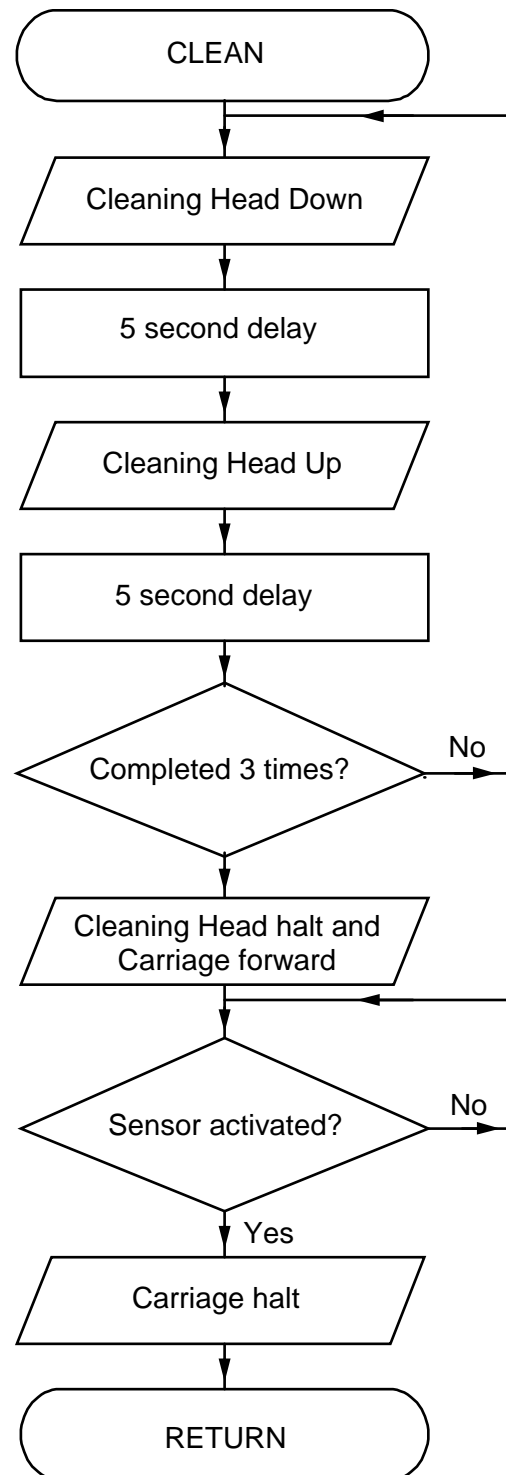 CLEAN
Cleaning Head Down
5 second delay
Cleaning Head Up
5 second delay
Completed 3 times?
No
Cleaning Head halt and
Carriage forward
Sensor activated?
No
Yes
Carriage halt
RETURN